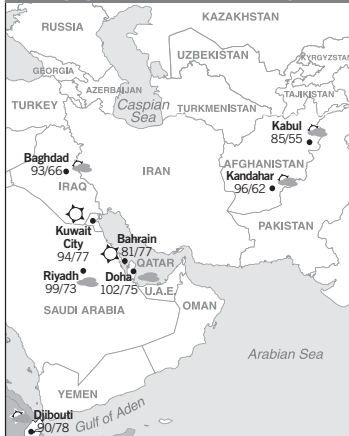 RUSSIA
KAZAKHSTAN
UZBEKISTAN
KYRGYZSTAN
GEORGIA
AZERBAIJAN
Caspian
Sea
TURKEY
TURKMENISTAN
TAJIKISTAN
Kabul
85/55
Baghdad
93/66
IRAQ
IRAN
AFGHANISTAN
Kandahar
96/62
Kuwait
City
94/77
PAKISTAN
Bahrain
81/77
QATAR
Riyadh
99/73
Doha
102/75
U.A.E.
SAUDI ARABIA
OMAN
Arabian Sea
YEMEN
Gulf of Aden
Djibouti
90/78